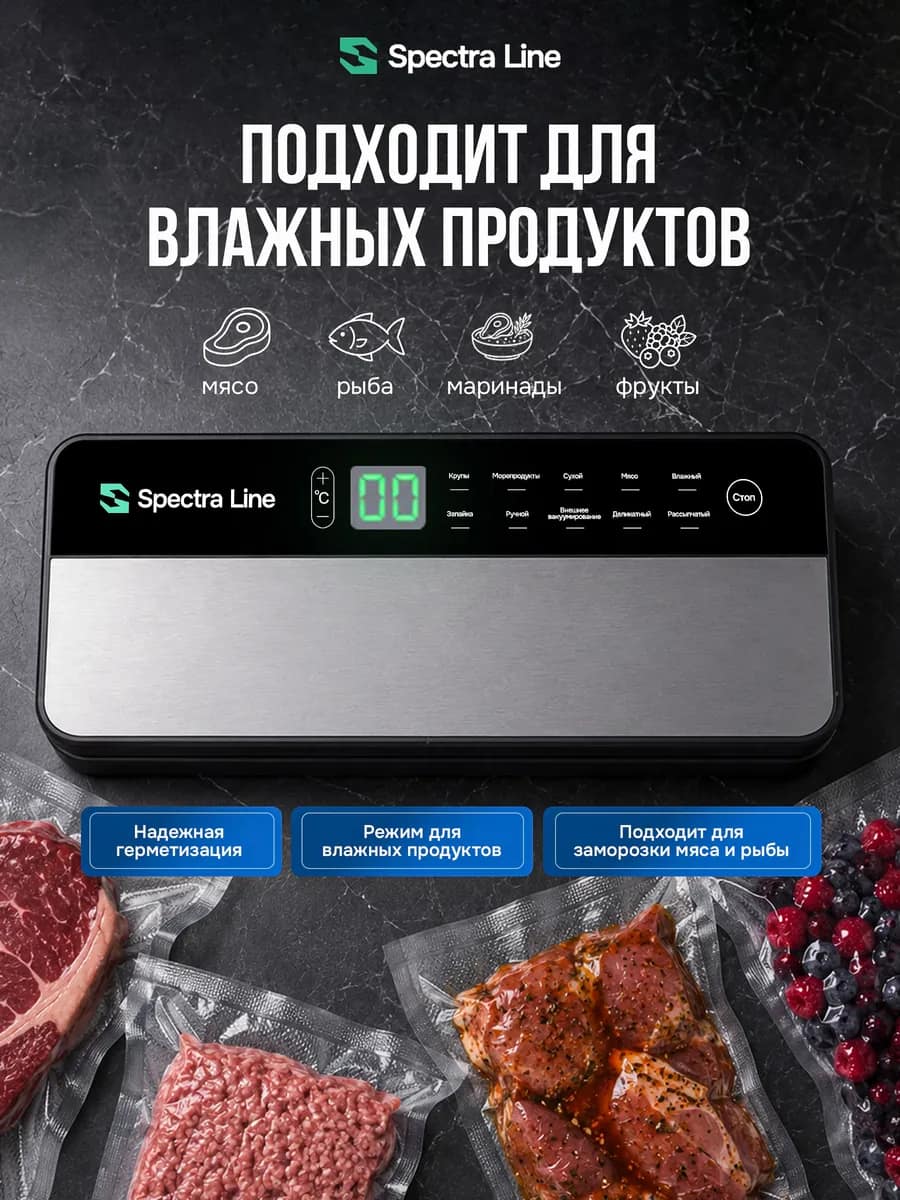 Spectra Line
ПОДХОДИТ ДЛЯ
ВЛАЖНЫХ ПРОДУКТОВ
мясо
рыба
маринады
фрукты
Spectra Line
+
°C
−
00
Крупы
Морепродукты
Сухой
Мясо
Влажный
Запайка
Ручной
Внешнее
вакуумирование
Деликатный
Рассыпчатый
Стоп
Надежная
герметизация
Режим для
влажных продуктов
Подходит для
заморозки мяса и рыбы